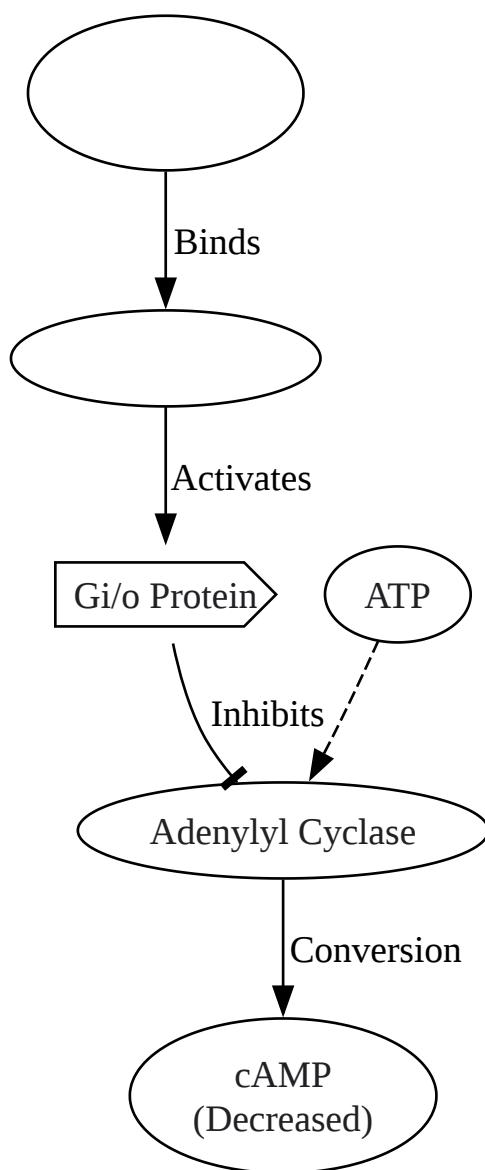 Binds
Activates
Gi/o Protein
ATP
Inhibits
Adenylyl Cyclase
Conversion
cAMP
(Decreased)